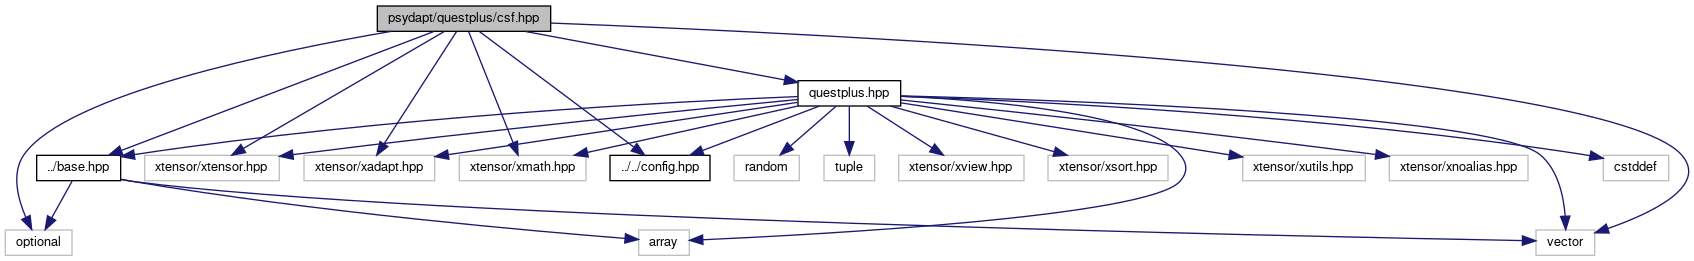 psydapt/questplus/csf.hpp
questplus.hpp
../base.hpp
xtensor/xtensor.hpp
xtensor/xadapt.hpp
xtensor/xmath.hpp
../../config.hpp
random
tuple
xtensor/xview.hpp
xtensor/xsort.hpp
xtensor/xutils.hpp
xtensor/xnoalias.hpp
cstddef
optional
array
vector